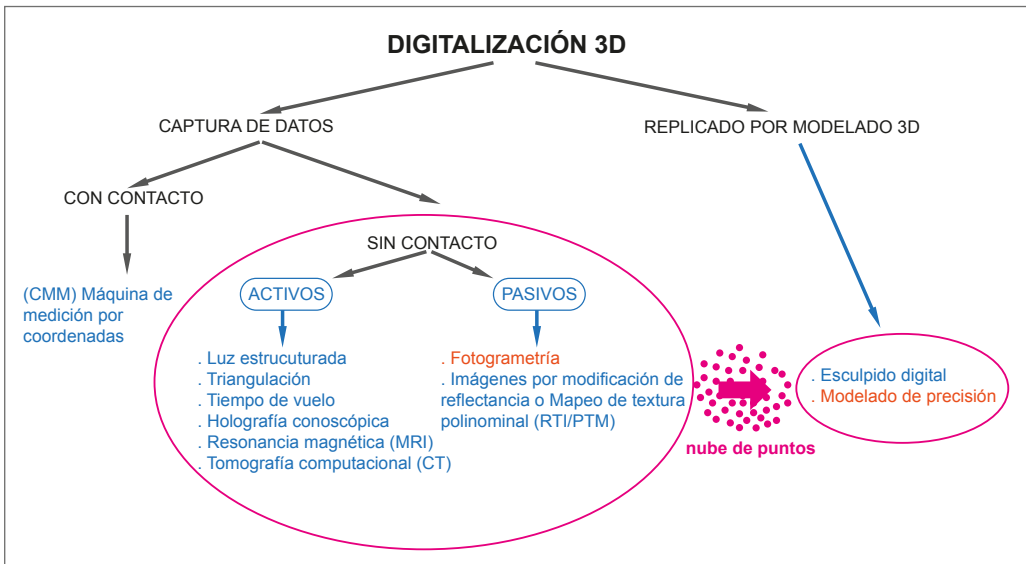 DIGITALIZACIÓN 3D
CAPTURA DE DATOS
REPLICADO POR MODELADO 3D
CON CONTACTO
SIN CONTACTO
(CMM) Máquina de
medición por
coordenadas
ACTIVOS
PASIVOS
. Luz estrucuturada
. Triangulación
. Tiempo de vuelo
. Holografía conoscópica
. Resonancia magnética (MRI)
. Tomografía computacional (CT)
. Fotogrametría
. Imágenes por modificación de
reflectancia o Mapeo de textura
polinominal (RTI/PTM)
nube de puntos
. Esculpido digital
. Modelado de precisión